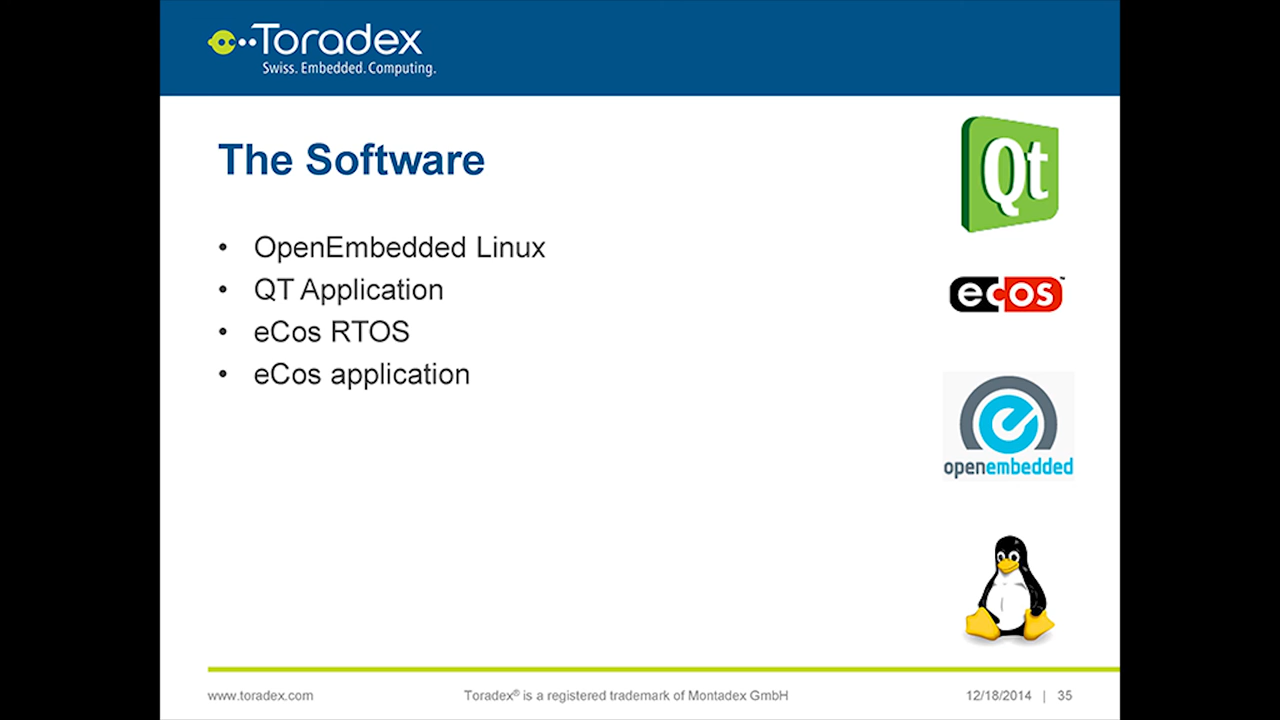 Toradex
Swiss. Embedded. Computing.
The Software
• OpenEmbedded Linux
• QT Application
• eCos RTOS
• eCos application
Qt
ecos™
openembedded
www.toradex.com
Toradex® is a registered trademark of Montadex GmbH
12/18/2014 | 35